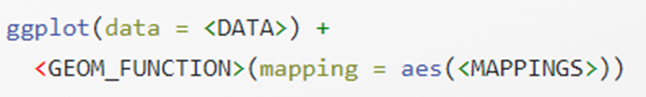 ggplot(data = <DATA>) +
<GEOM_FUNCTION>(mapping = aes(<MAPPINGS>))